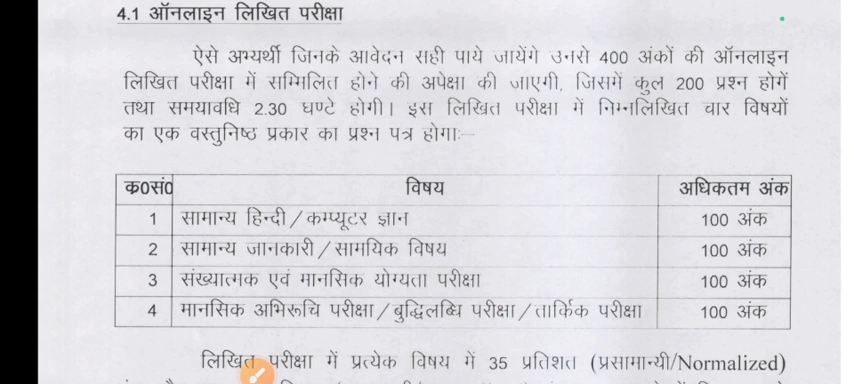 4.1 ऑनलाइन लिखित परीक्षा
ऐसे अभ्यर्थी जिनके आवेदन सही पाये जायेंगे उनसे 400 अंकों की ऑनलाइन
लिखित परीक्षा में सम्मिलित होने की अपेक्षा की जाएगी, जिसमें कुल 200 प्रश्न होगें
तथा समयावधि 2.30 घण्टे होगी। इस लिखित परीक्षा में निम्नलिखित चार विषयों
का एक वस्तुनिष्ठ प्रकार का प्रश्न पत्र होगाः–
क0सं0 विषय अधिकतम अंक
1 सामान्य हिन्दी/कम्प्यूटर ज्ञान 100 अंक
2 सामान्य जानकारी/सामयिक विषय 100 अंक
3 संख्यात्मक एवं मानसिक योग्यता परीक्षा 100 अंक
4 मानसिक अभिरूचि परीक्षा/बुद्धिलब्धि परीक्षा/तार्किक परीक्षा 100 अंक
लिखित परीक्षा में प्रत्येक विषय में 35 प्रतिशत (प्रसामान्यी/Normalized)